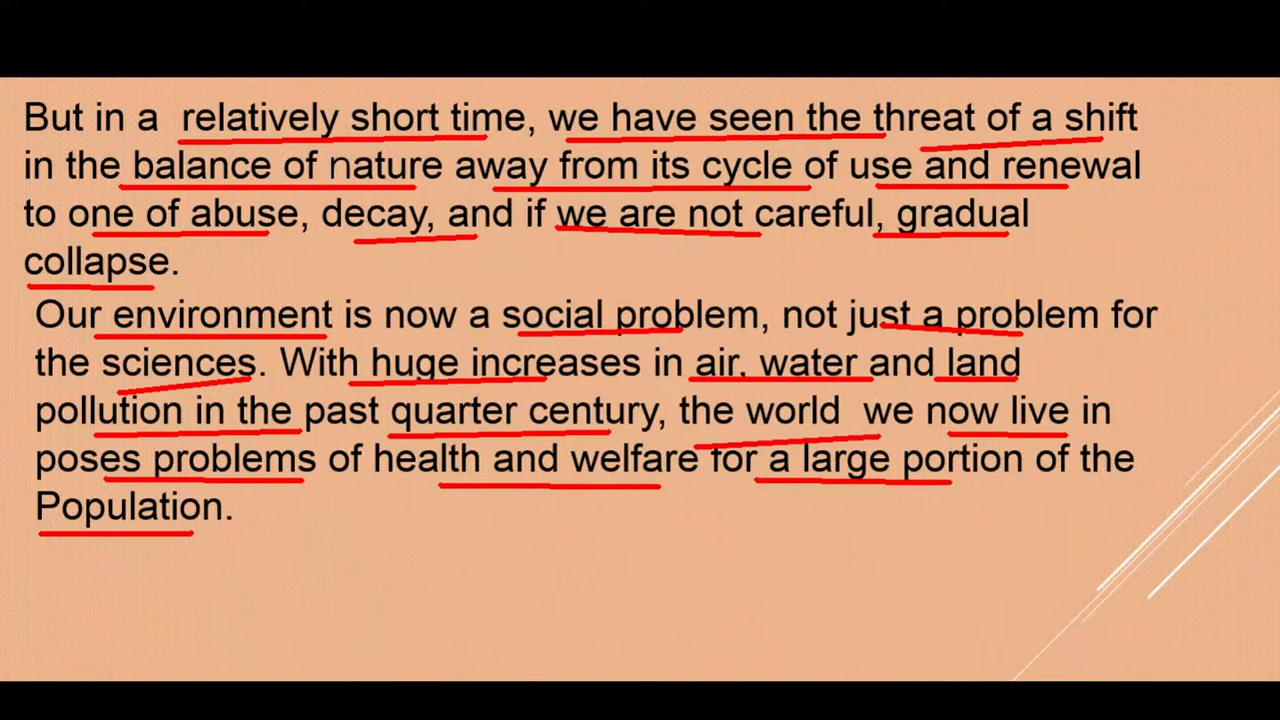 But in a relatively short time, we have seen the threat of a shift
in the balance of nature away from its cycle of use and renewal
to one of abuse, decay, and if we are not careful, gradual
collapse.
Our environment is now a social problem, not just a problem for
the sciences. With huge increases in air, water and land
pollution in the past quarter century, the world we now live in
poses problems of health and welfare for a large portion of the
Population.